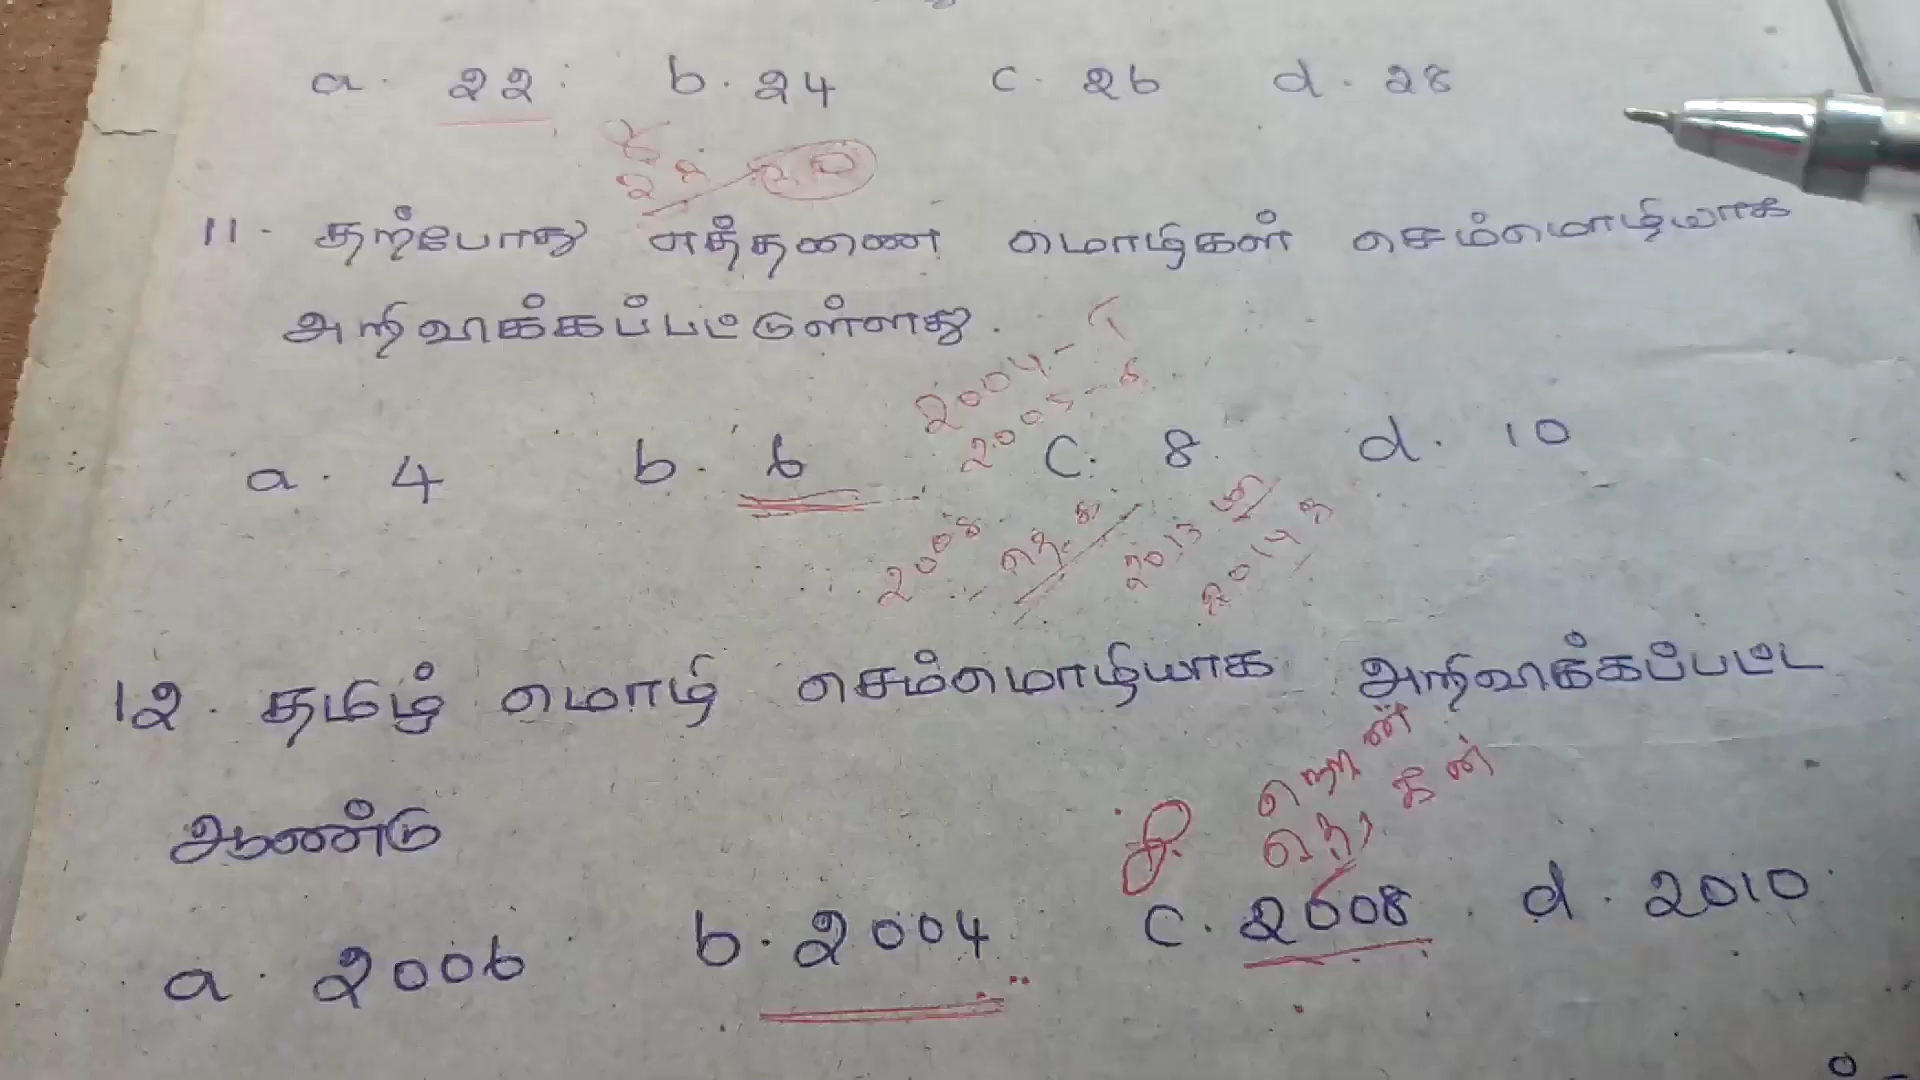 a. 22. b. 24 c. 26 d. 28
11. தற்போது எத்தனை மொழிகள் செம்மொழியாக
அறிவிக்கப்பட்டுள்ளது.
2004 - T
2005 - ச
a. 4 b. 6 c. 8 d. 10
2008 தெ. க
2013 ம
2014 ஒ
12. தமிழ் மொழி செம்மொழியாக அறிவிக்கப்பட்ட
ஆண்டு
a. 2006 b. 2004 c. 2008 d. 2010